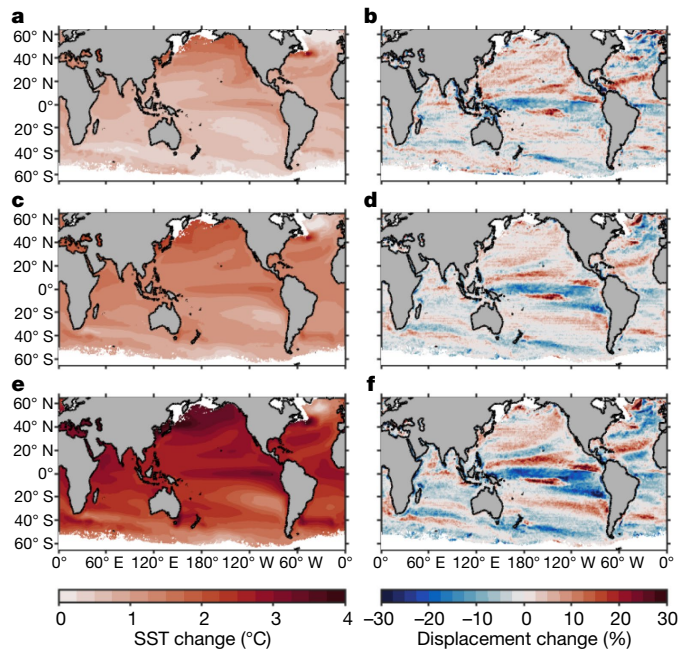 a b
60° N
40° N
20° N
0°
20° S
40° S
60° S
c d
60° N
40° N
20° N
0°
20° S
40° S
60° S
e f
60° N
40° N
20° N
0°
20° S
40° S
60° S
0° 60° E 120° E 180° 120° 60° W 0° 0° 60° E 120° E 180° 120° 60° W 0°
0 1 2 3 4 −30 −20 −10 0 10 20 30
SST change (°C) Displacement change (%)